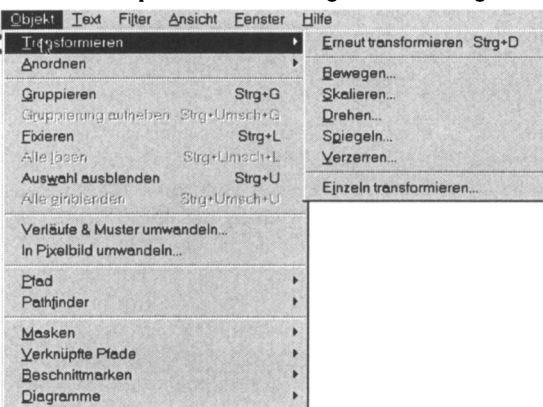 Objekt Text Filter Ansicht Fenster Hilfe
Transformieren
Anordnen
Gruppieren Strg+G
Gruppierung aufheben Strg+Umsch+G
Fixieren Strg+L
Alle lösen Strg+Umsch+L
Auswahl ausblenden Strg+U
Alle einblenden Strg+Umsch+U
Verläufe & Muster umwandeln...
In Pixelbild umwandeln...
Pfad
Pathfinder
Masken
Verknüpfte Pfade
Beschnittmarken
Diagramme
Erneut transformieren Strg+D
Bewegen...
Skalieren...
Drehen...
Spiegeln...
Verzerren...
Einzeln transformieren...